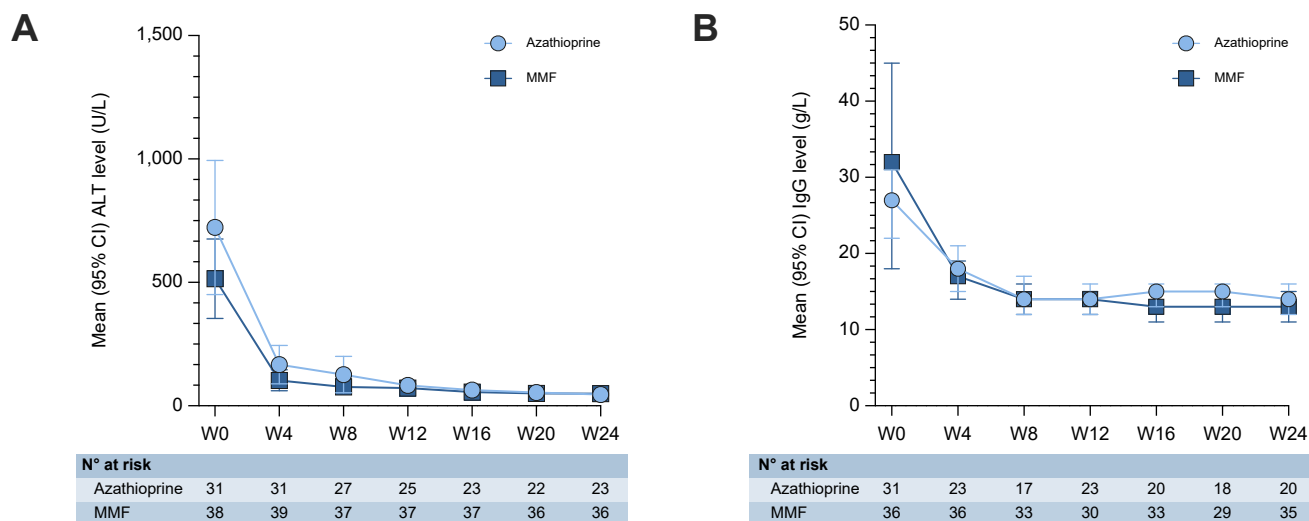 A
Mean (95% CI) ALT level (U/L)
1,500
1,000
500
0
Azathioprine
MMF
W0 W4 W8 W12 W16 W20 W24
N° at risk
Azathioprine 31 31 27 25 23 22 23
MMF 38 39 37 37 37 36 36
B
Mean (95% CI) IgG level (g/L)
50
40
30
20
10
0
Azathioprine
MMF
W0 W4 W8 W12 W16 W20 W24
N° at risk
Azathioprine 31 23 17 23 20 18 20
MMF 36 36 33 30 33 29 35